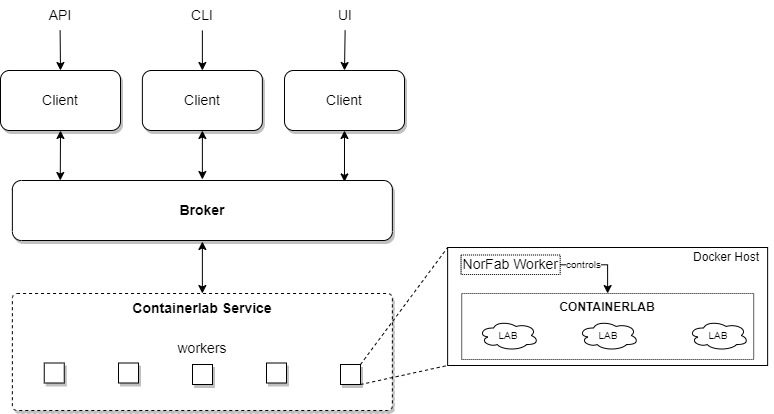 API
CLI
UI
Client
Client
Client
Broker
Containerlab Service
workers
Docker Host
NorFab Worker
controls
CONTAINERLAB
LAB
LAB
LAB